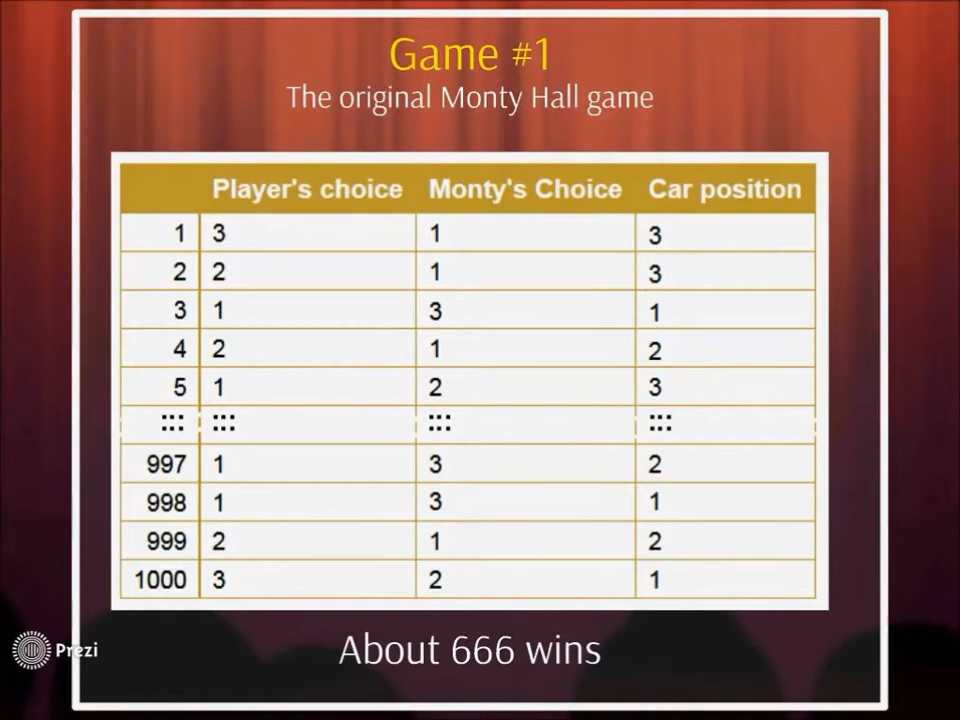 Game #1
The original Monty Hall game
Player's choice Monty's Choice Car position
1 3 1 3
2 2 1 3
3 1 3 1
4 2 1 2
5 1 2 3
::: ::: ::: :::
997 1 3 2
998 1 3 1
999 2 1 2
1000 3 2 1
About 666 wins
Prezi